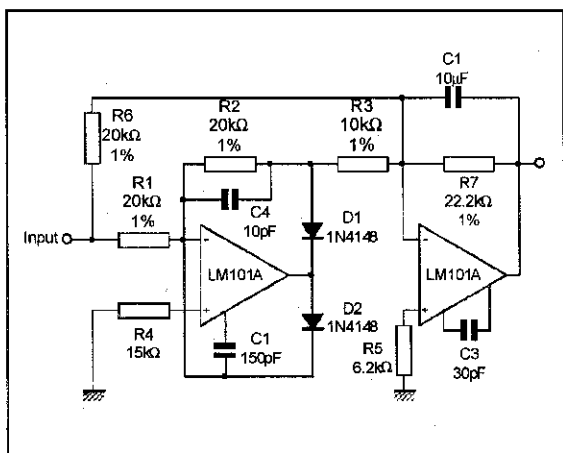 C1
10µF
R6
20kΩ
1%
R2
20kΩ
1%
R3
10kΩ
1%
R1
20kΩ
1%
C4
10pF
D1
1N4148
R7
22.2kΩ
1%
Input
-
-
LM101A
LM101A
+
+
D2
1N4148
R4
15kΩ
C1
150pF
R5
6.2kΩ
C3
30pF